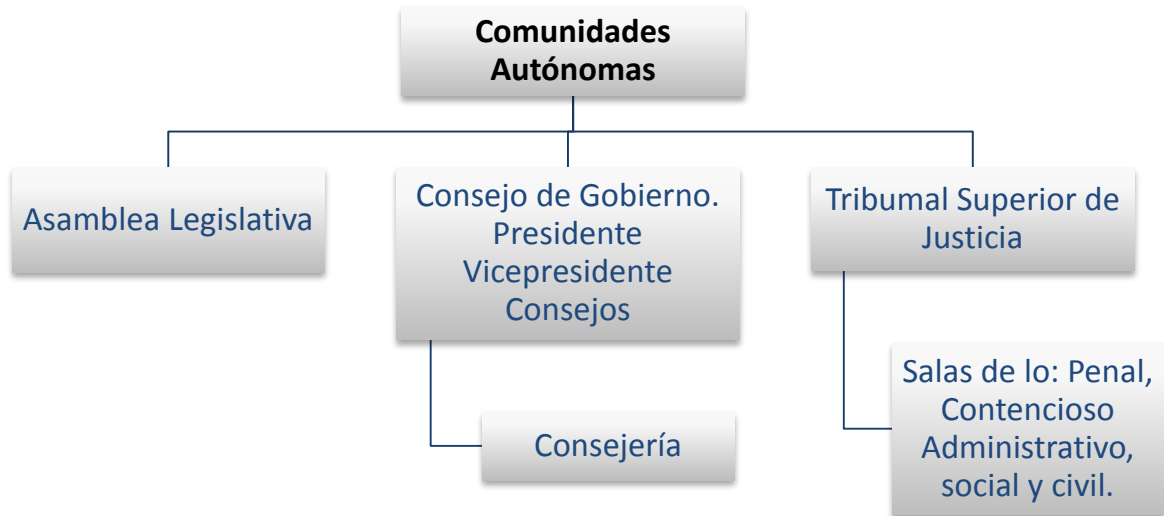 Comunidades
Autónomas
Asamblea Legislativa
Consejo de Gobierno.
Presidente
Vicepresidente
Consejos
Tribumal Superior de
Justicia
Consejería
Salas de lo: Penal,
Contencioso
Administrativo,
social y civil.